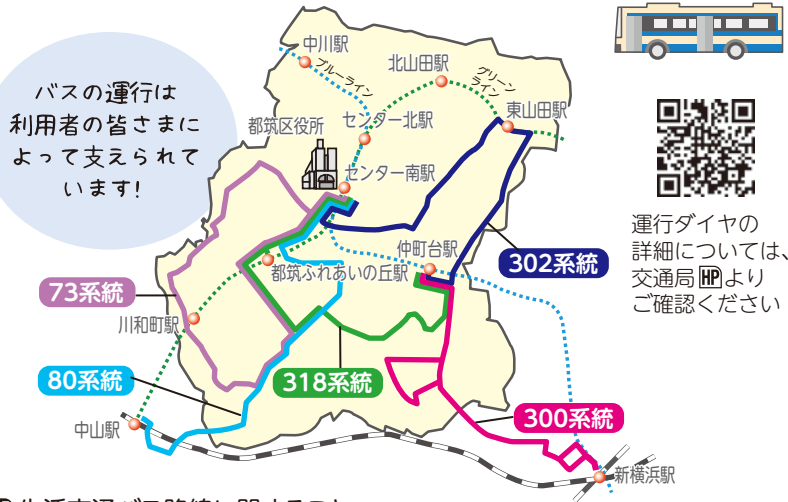 バスの運行は
利用者の皆さまに
よって支えられて
います!
中川駅
ブルーライン
北山田駅
グリーン
ライン
東山田駅
都筑区役所
センター北駅
センター南駅
仲町台駅
都筑ふれあいの丘駅
302系統
73系統
川和町駅
80系統
318系統
300系統
中山駅
新横浜駅
運行ダイヤの
詳細については、
交通局HPより
ご確認ください